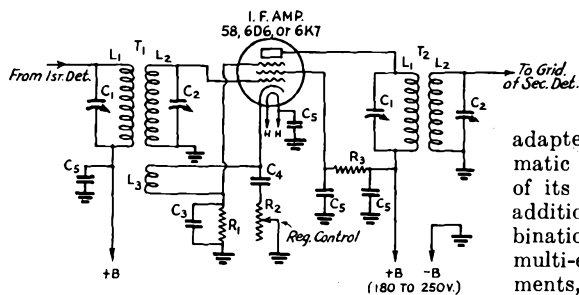 I. F. AMP.
58, 6D6, or 6K7
L1 T1 L2
From 1sr. Det.
C1
C2
C5
L3
C3
R1
C4
R2
Reg. Control
H H
C5
C5
R3
C5
T2
L1 L2
C1
C2
To Grid
of Sec. Det.
+B
+B -B
(180 TO 250V.)
adapte
matic
of its
additio
binatio
multi-e
ments,